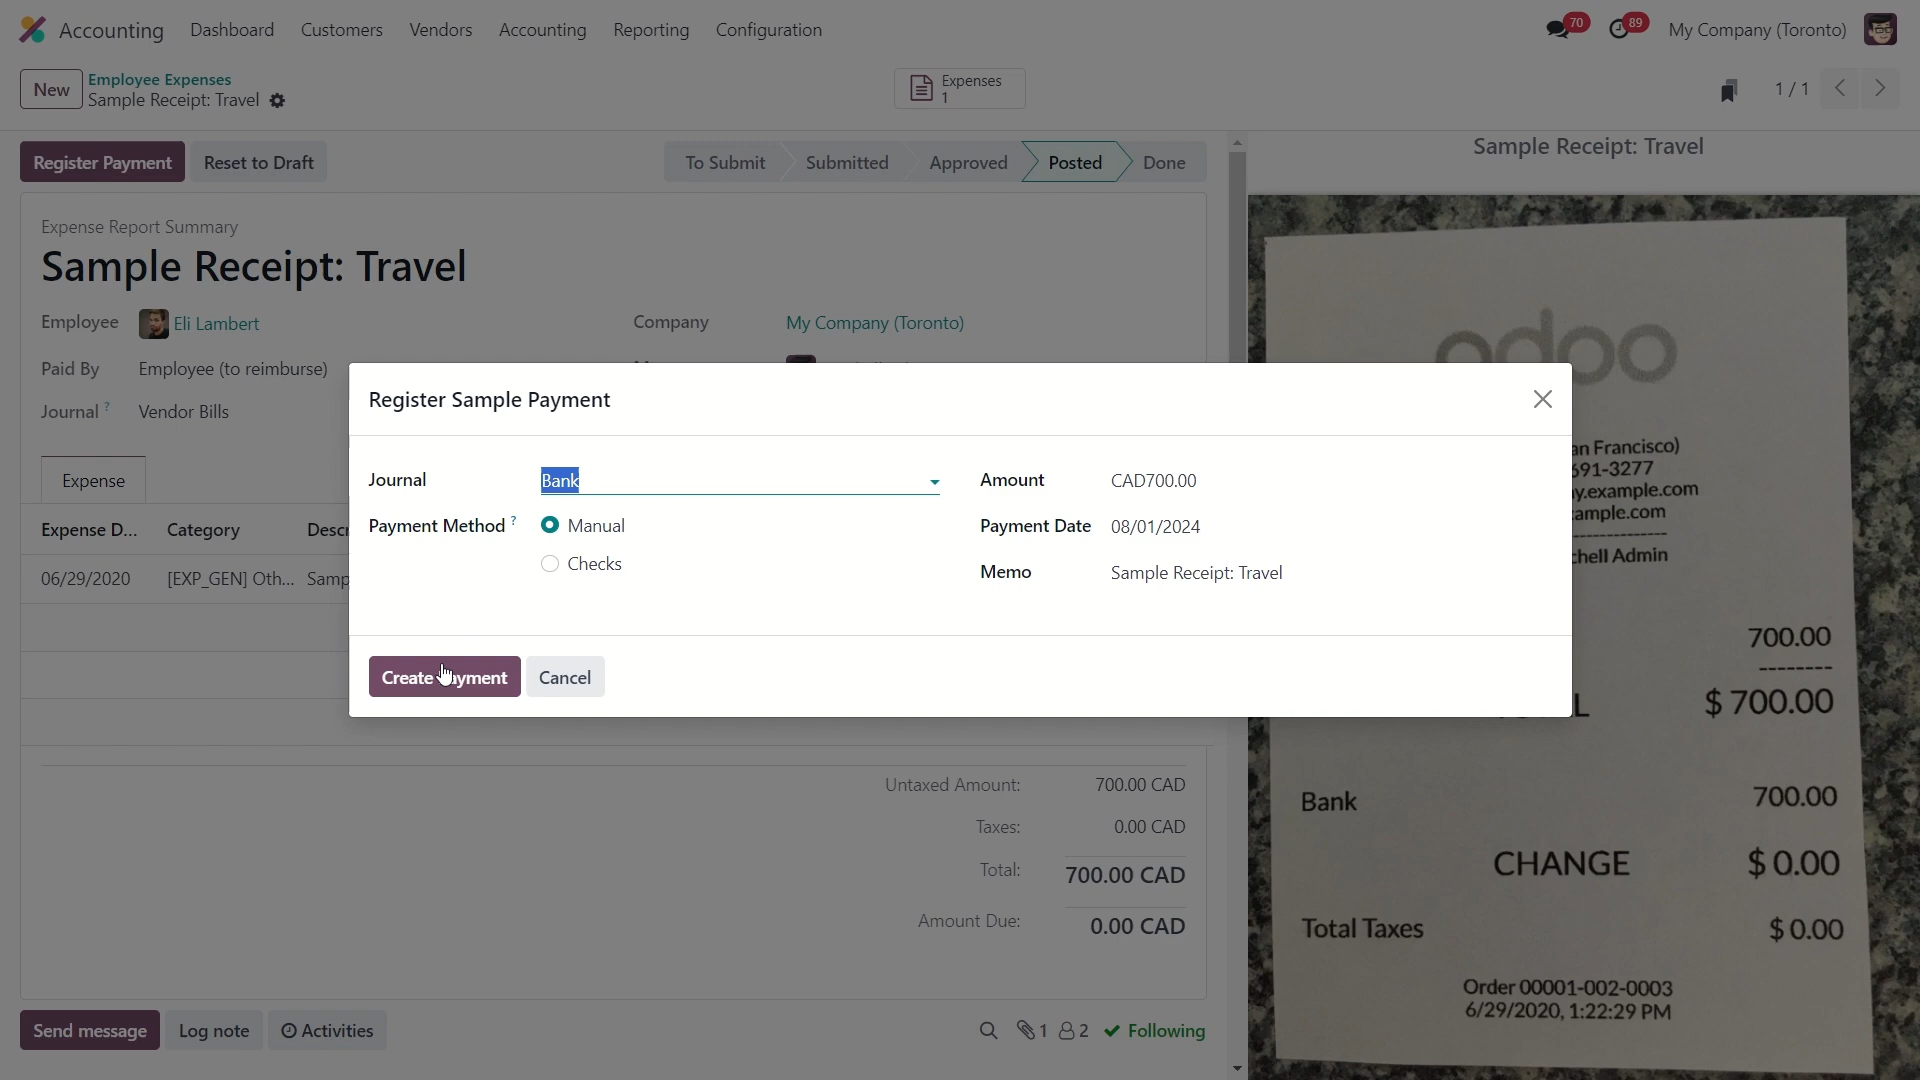 Accounting Dashboard Customers Vendors Accounting Reporting Configuration 70 89 My Company (Toronto)
New Employee Expenses Expenses
Sample Receipt: Travel 1 1 / 1
Register Payment Reset to Draft To Submit Submitted Approved Posted Done Sample Receipt: Travel
Expense Report Summary
Sample Receipt: Travel
Employee Eli Lambert Company My Company (Toronto)
Paid By Employee (to reimburse)
Journal ? Vendor Bills
Expense
Expense D... Category Descr
06/29/2020 [EXP_GEN] Oth... Samp
Register Sample Payment
Journal Bank Amount CAD700.00
Payment Method ? Manual Payment Date 08/01/2024
Checks Memo Sample Receipt: Travel
Create Cancel
Untaxed Amount: 700.00 CAD
Taxes: 0.00 CAD
Total: 700.00 CAD
Amount Due: 0.00 CAD
Send message Log note Activities 1 2 Following
odoo
an Francisco)
691-3277
y.example.com
ample.com
--------------
chell Admin
700.00
--------
$ 700.00
Bank 700.00
CHANGE $ 0.00
Total Taxes $ 0.00
Order 00001-002-0003
6/29/2020, 1:22:29 PM